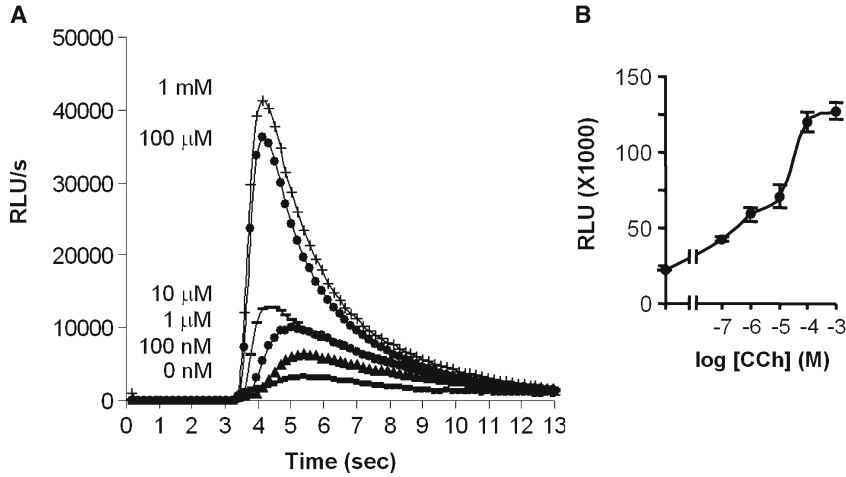 A
50000
40000
30000
20000
10000
0
RLU/s
1 mM
100 µM
10 µM
1 µM
100 nM
0 nM
0 1 2 3 4 5 6 7 8 9 10 11 12 13
Time (sec)
B
150
100
50
0
RLU (X1000)
-7 -6 -5 -4 -3
log [CCh] (M)